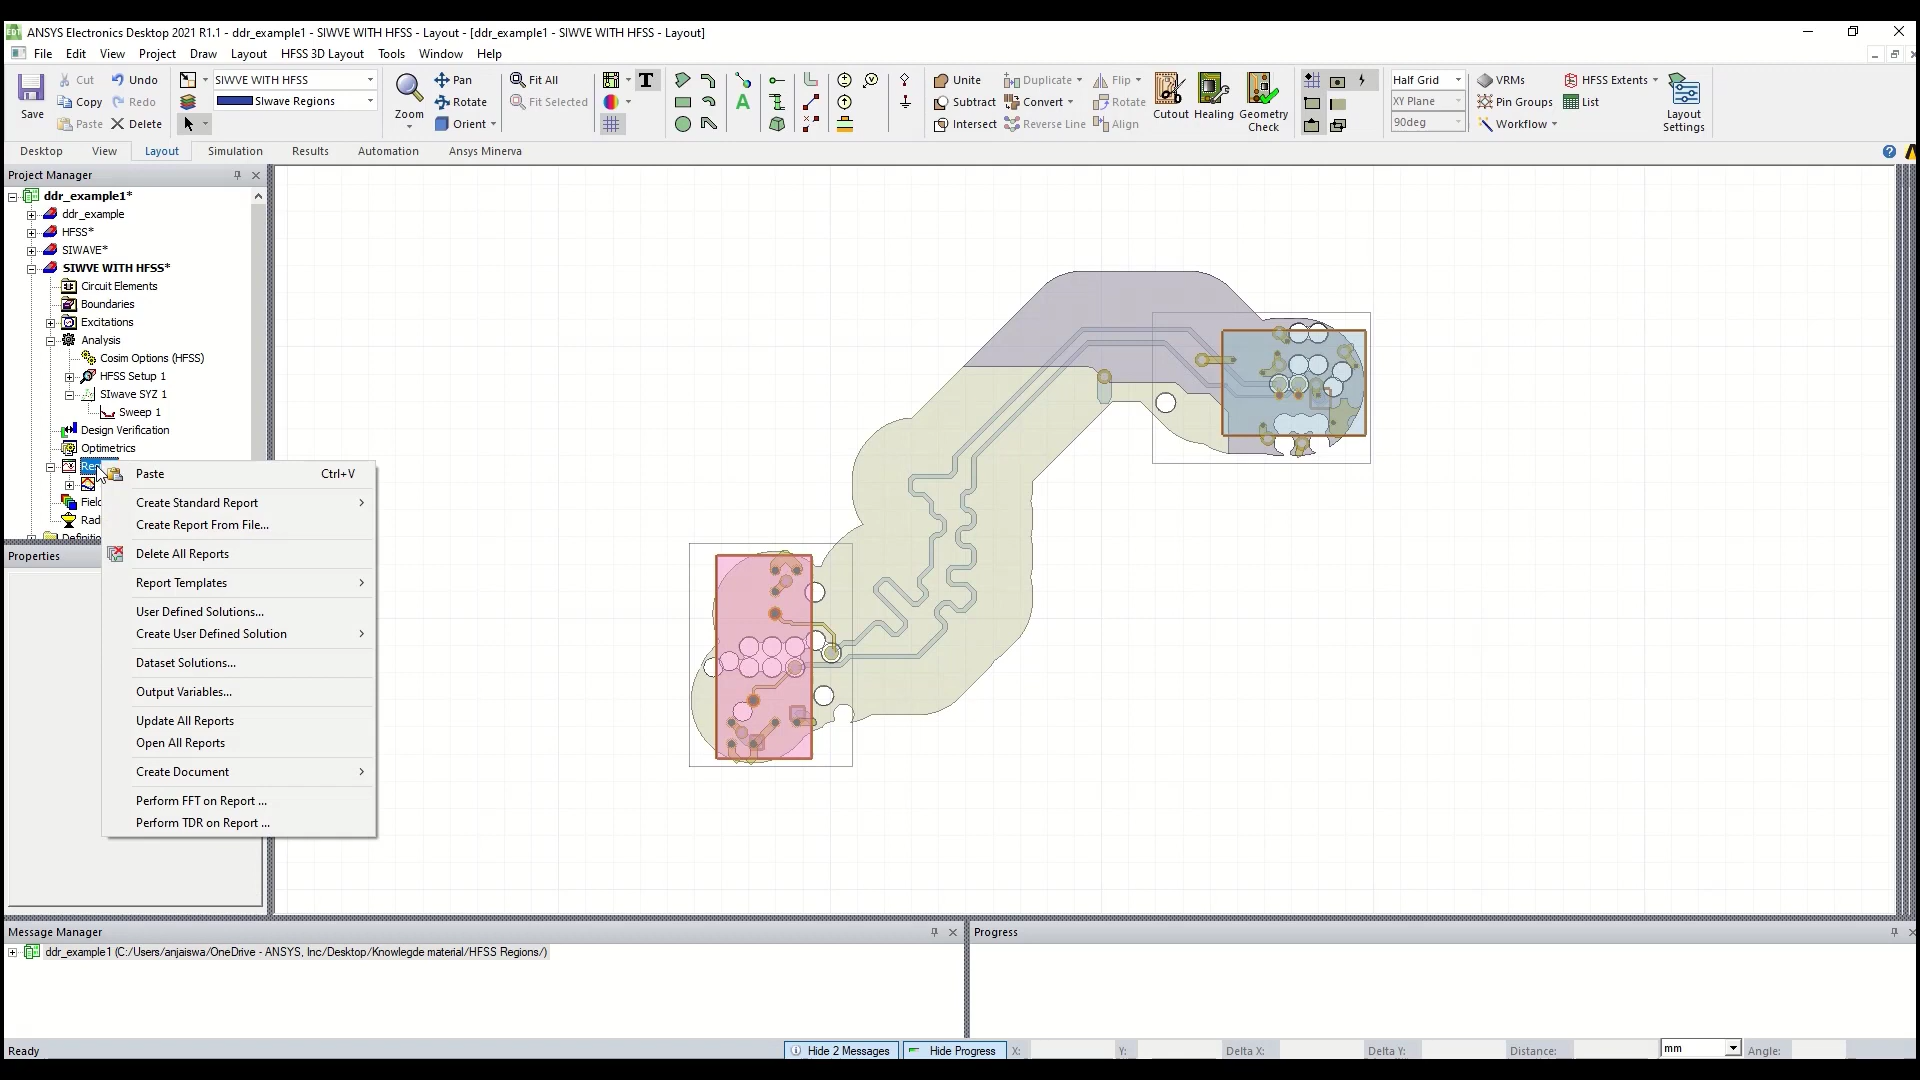 ANSYS Electronics Desktop 2021 R1.1 - ddr_example1 - SIWVE WITH HFSS - Layout - [ddr_example1 - SIWVE WITH HFSS - Layout]
File Edit View Project Draw Layout HFSS 3D Layout Tools Window Help
Save
Cut
Copy
Paste
Undo
Redo
Delete
SIWVE WITH HFSS
SIwave Regions
Zoom
Pan
Rotate
Orient
Fit All
Fit Selected
Unite
Subtract
Intersect
Duplicate
Convert
Reverse Line
Flip
Rotate
Align
Cutout
Healing
Geometry
Check
Half Grid
XY Plane
90deg
VRMs
Pin Groups
Workflow
HFSS Extents
List
Layout
Settings
Desktop View Layout Simulation Results Automation Ansys Minerva
Project Manager
ddr_example1*
ddr_example
HFSS*
SIWAVE*
SIWVE WITH HFSS*
Circuit Elements
Boundaries
Excitations
Analysis
Cosim Options (HFSS)
HFSS Setup 1
SIwave SYZ 1
Sweep 1
Design Verification
Optimetrics
Paste Ctrl+V
Create Standard Report
Create Report From File...
Delete All Reports
Report Templates
User Defined Solutions...
Create User Defined Solution
Dataset Solutions...
Output Variables...
Update All Reports
Open All Reports
Create Document
Perform FFT on Report ...
Perform TDR on Report ...
Properties
Message Manager
ddr_example1 (C:/Users/anjaiswa/OneDrive - ANSYS, Inc/Desktop/Knowlegde material/HFSS Regions/)
Progress
Ready
Hide 2 Messages
Hide Progress
X:
Y:
Delta X:
Delta Y:
Distance:
mm
Angle: